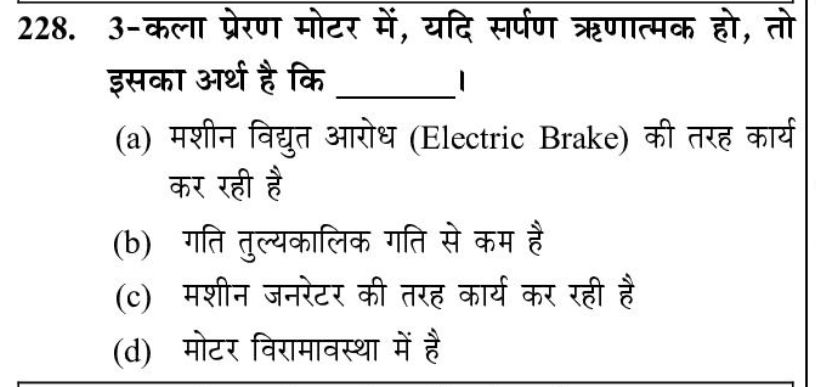 228. 3-कला प्रेरण मोटर में, यदि सर्पण ऋणात्मक हो, तो
इसका अर्थ है कि ________।
(a) मशीन विद्युत आरोध (Electric Brake) की तरह कार्य
कर रही है
(b) गति तुल्यकालिक गति से कम है
(c) मशीन जनरेटर की तरह कार्य कर रही है
(d) मोटर विरामावस्था में है